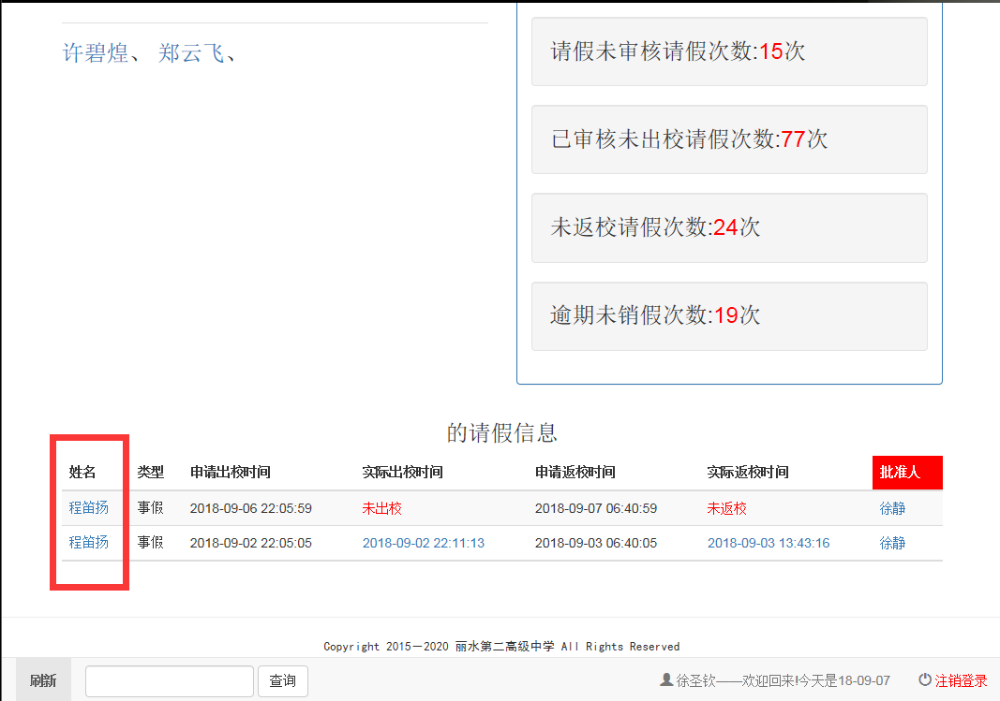 许碧煌、 郑云飞、
请假未审核请假次数:15次
已审核未出校请假次数:77次
未返校请假次数:24次
逾期未销假次数:19次
的请假信息
姓名 类型 申请出校时间 实际出校时间 申请返校时间 实际返校时间 批准人
程笛扬 事假 2018-09-06 22:05:59 未出校 2018-09-07 06:40:59 未返校 徐静
程笛扬 事假 2018-09-02 22:05:05 2018-09-02 22:11:13 2018-09-03 06:40:05 2018-09-03 13:43:16 徐静
Copyright 2015－2020 丽水第二高级中学 All Rights Reserved
刷新 查询 徐圣钦——欢迎回来!今天是18-09-07 注销登录